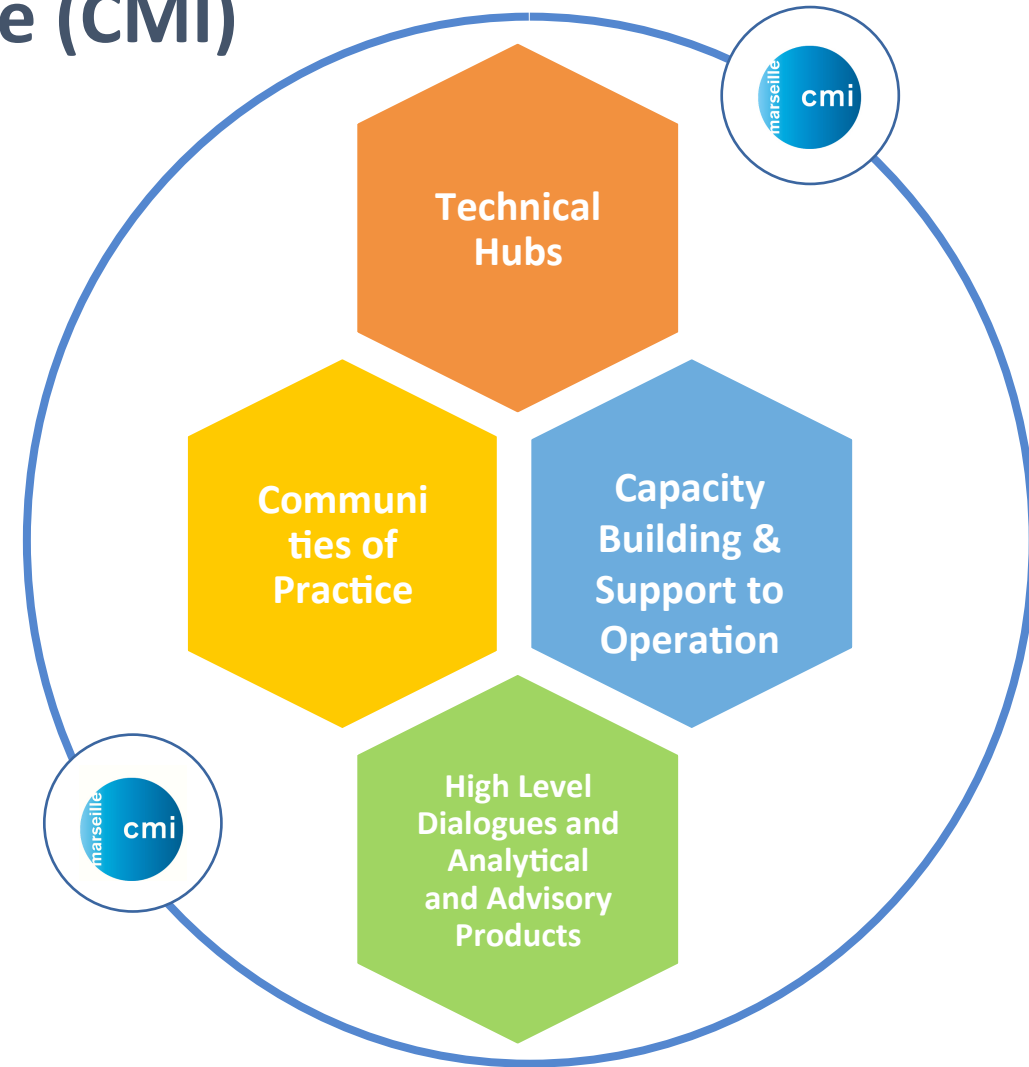 e (CMI)
marseille
cmi
Technical
Hubs
Communi
ties of
Practice
Capacity
Building &
Support to
Operation
High Level
Dialogues and
Analytical
and Advisory
Products
marseille
cmi